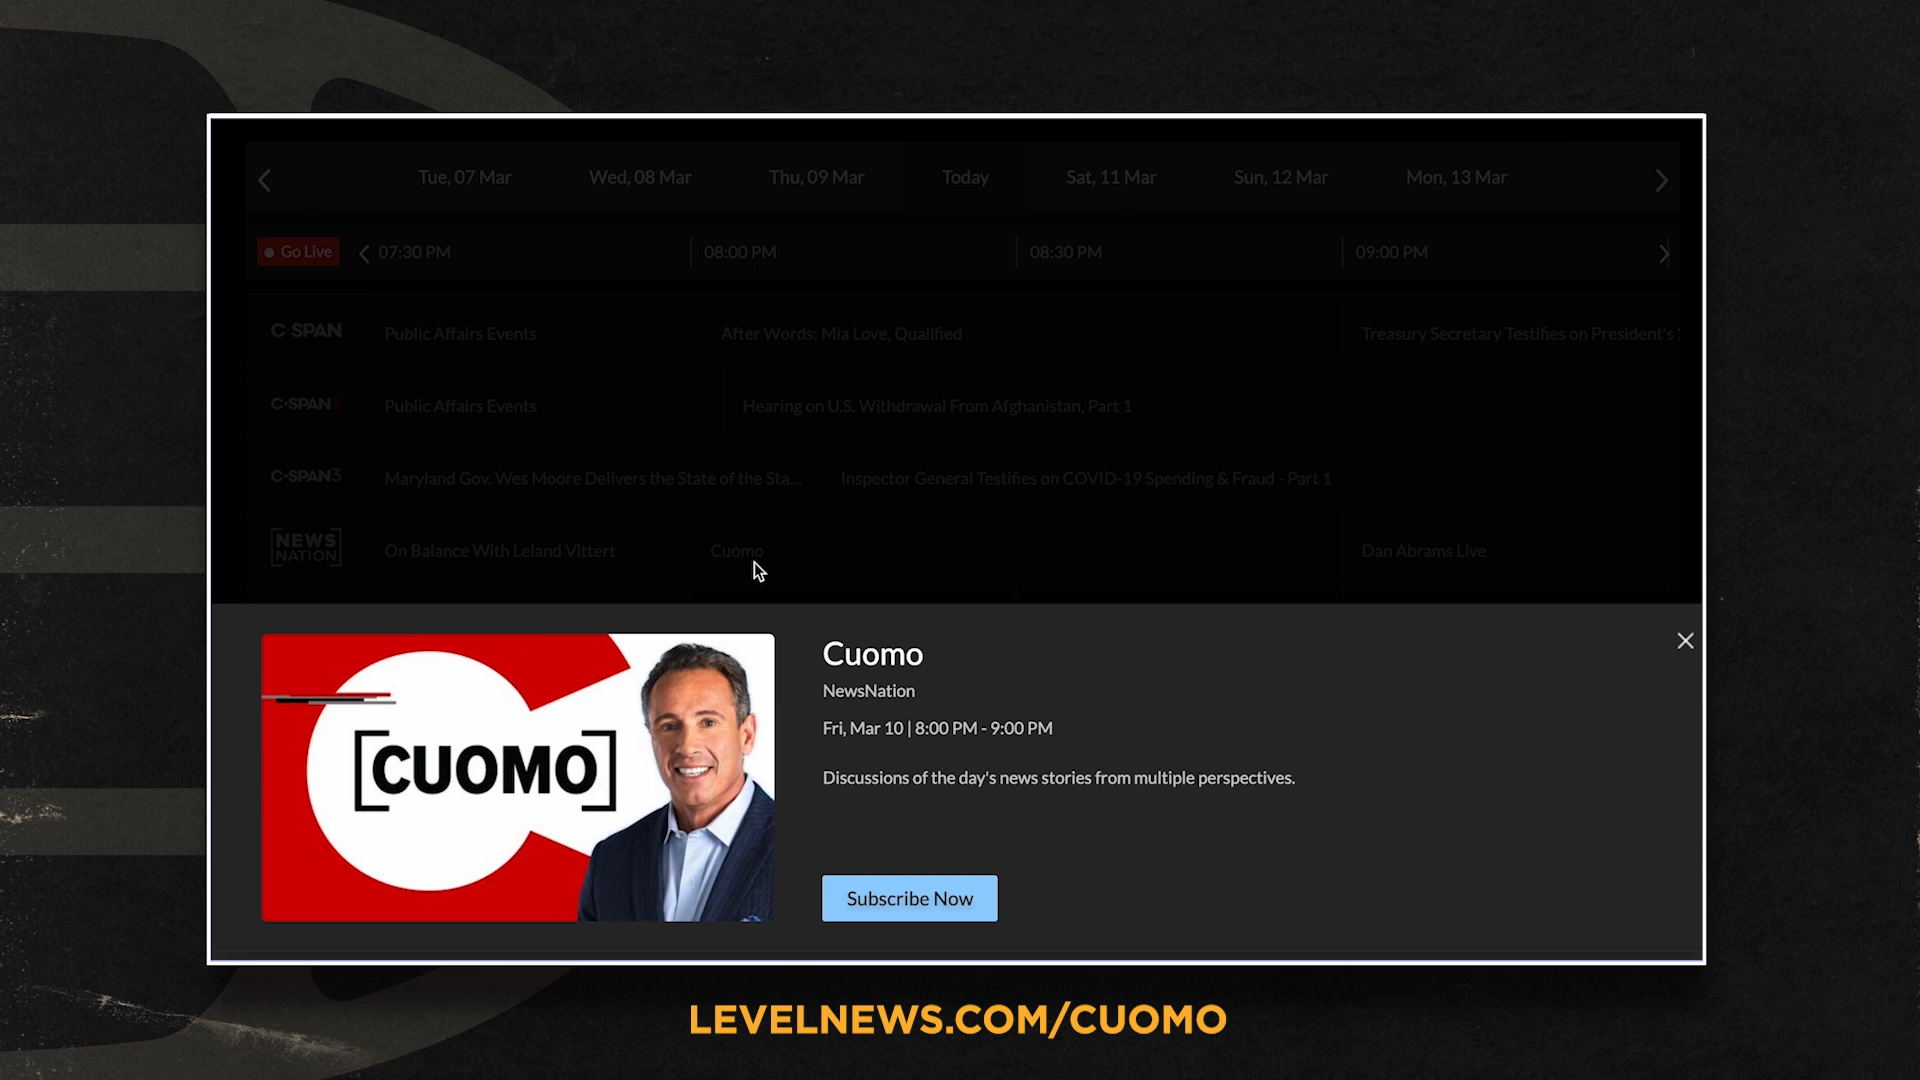 Tue, 07 Mar Wed, 08 Mar Thu, 09 Mar Today Sat, 11 Mar Sun, 12 Mar Mon, 13 Mar
Go Live 07:30 PM 08:00 PM 08:30 PM 09:00 PM
C-SPAN Public Affairs Events After Words: Mia Love, Qualified Treasury Secretary Testifies on President's
C-SPAN2 Public Affairs Events Hearing on U.S. Withdrawal From Afghanistan, Part 1
C-SPAN3 Maryland Gov. Wes Moore Delivers the State of the Sta... Inspector General Testifies on COVID-19 Spending & Fraud - Part 1
[NEWS
NATION] On Balance With Leland Vittert Cuomo Dan Abrams Live
[CUOMO]
Cuomo
NewsNation
Fri, Mar 10 | 8:00 PM - 9:00 PM
Discussions of the day's news stories from multiple perspectives.
Subscribe Now
LEVELNEWS.COM/CUOMO